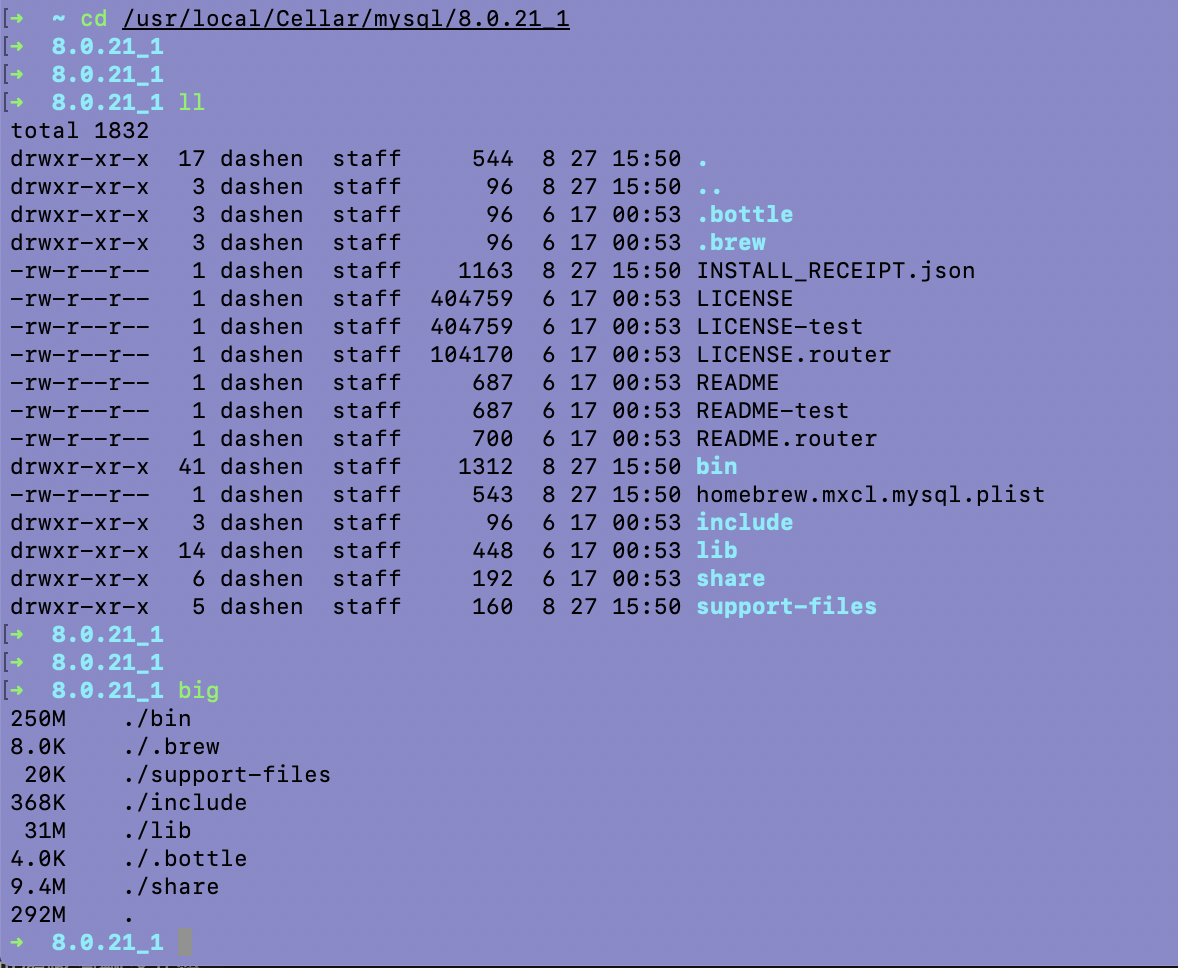 [➜  ~ cd /usr/local/Cellar/mysql/8.0.21_1
[➜  8.0.21_1
[➜  8.0.21_1
[➜  8.0.21_1 ll
total 1832
drwxr-xr-x  17 dashen  staff     544  8 27 15:50 .
drwxr-xr-x   3 dashen  staff      96  8 27 15:50 ..
drwxr-xr-x   3 dashen  staff      96  6 17 00:53 .bottle
drwxr-xr-x   3 dashen  staff      96  6 17 00:53 .brew
-rw-r--r--   1 dashen  staff    1163  8 27 15:50 INSTALL_RECEIPT.json
-rw-r--r--   1 dashen  staff  404759  6 17 00:53 LICENSE
-rw-r--r--   1 dashen  staff  404759  6 17 00:53 LICENSE-test
-rw-r--r--   1 dashen  staff  104170  6 17 00:53 LICENSE.router
-rw-r--r--   1 dashen  staff     687  6 17 00:53 README
-rw-r--r--   1 dashen  staff     687  6 17 00:53 README-test
-rw-r--r--   1 dashen  staff     700  6 17 00:53 README.router
drwxr-xr-x  41 dashen  staff    1312  8 27 15:50 bin
-rw-r--r--   1 dashen  staff     543  8 27 15:50 homebrew.mxcl.mysql.plist
drwxr-xr-x   3 dashen  staff      96  6 17 00:53 include
drwxr-xr-x  14 dashen  staff     448  6 17 00:53 lib
drwxr-xr-x   6 dashen  staff     192  6 17 00:53 share
drwxr-xr-x   5 dashen  staff     160  8 27 15:50 support-files
[➜  8.0.21_1
[➜  8.0.21_1
[➜  8.0.21_1 big
250M    ./bin
8.0K    ./.brew
 20K    ./support-files
368K    ./include
 31M    ./lib
4.0K    ./.bottle
9.4M    ./share
292M    .
➜  8.0.21_1